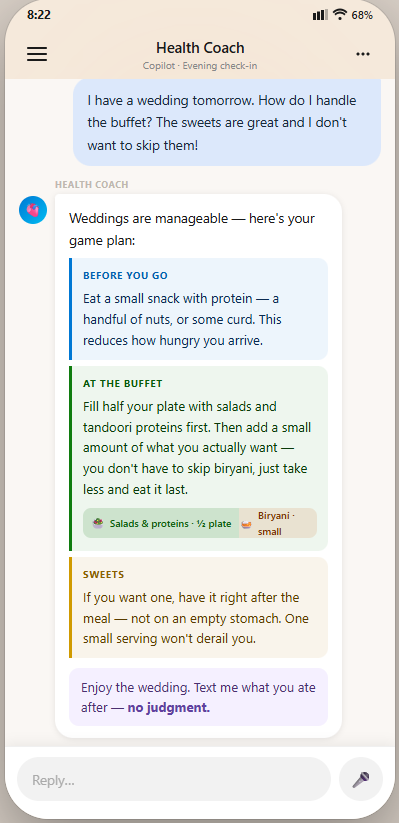 8:22
68%
Health Coach
Copilot · Evening check-in
I have a wedding tomorrow. How do I handle
the buffet? The sweets are great and I don't
want to skip them!
HEALTH COACH
Weddings are manageable — here's your
game plan:
BEFORE YOU GO
Eat a small snack with protein — a
handful of nuts, or some curd. This
reduces how hungry you arrive.
AT THE BUFFET
Fill half your plate with salads and
tandoori proteins first. Then add a small
amount of what you actually want —
you don't have to skip biryani, just take
less and eat it last.
Salads & proteins · ½ plate
Biryani ·
small
SWEETS
If you want one, have it right after the
meal — not on an empty stomach. One
small serving won't derail you.
Enjoy the wedding. Text me what you ate
after — no judgment.
Reply...